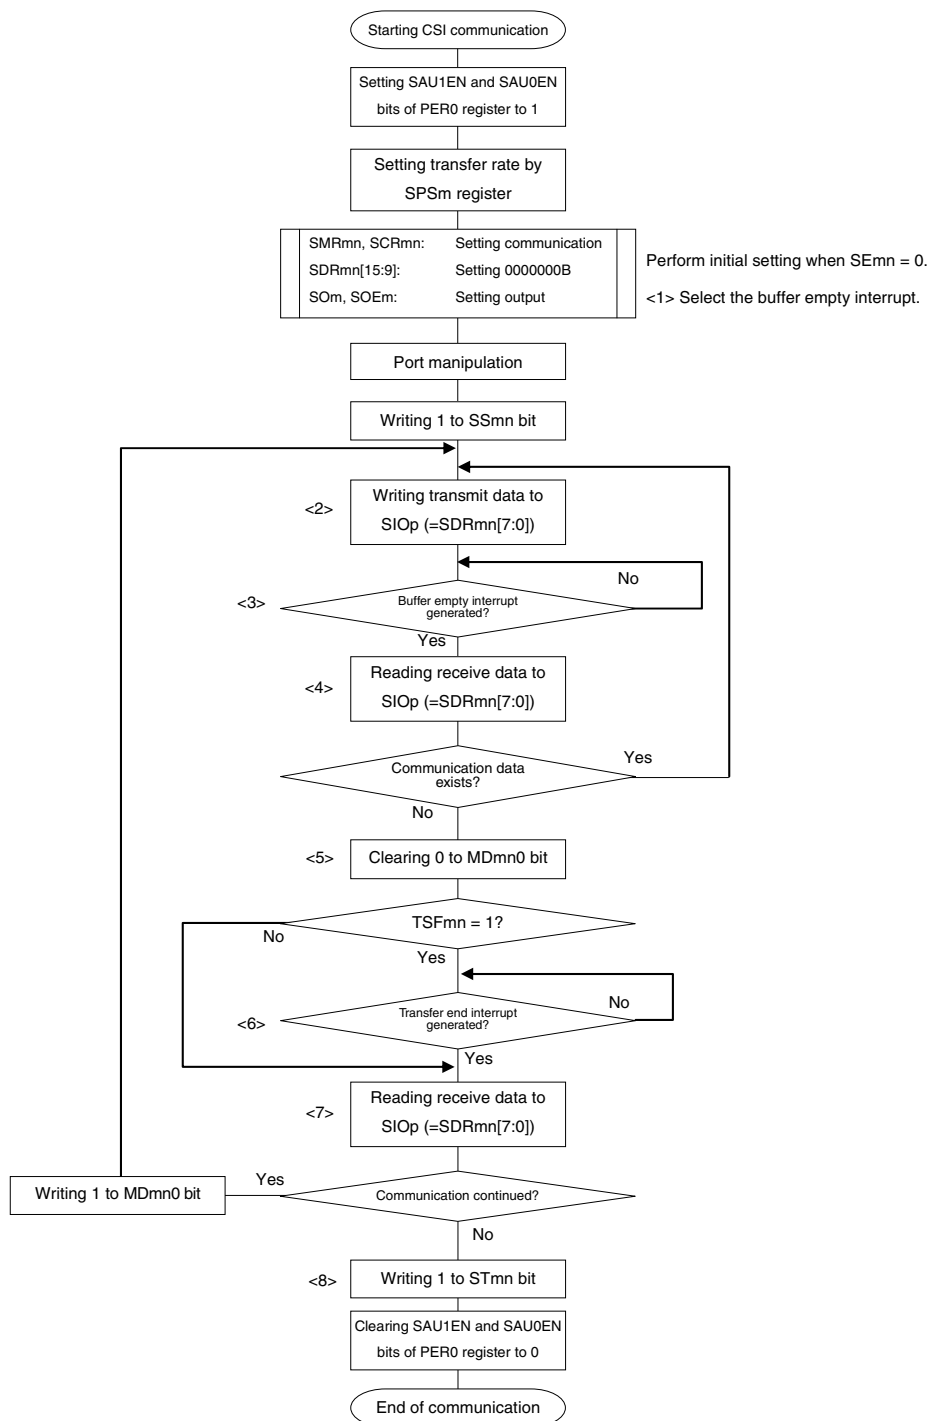 Starting CSI communication
Setting SAU1EN and SAU0EN
bits of PER0 register to 1
Setting transfer rate by
SPSm register
SMRmn, SCRmn: Setting communication
SDRmn[15:9]: Setting 0000000B
SOm, SOEm: Setting output
Perform initial setting when SEmn = 0.
<1> Select the buffer empty interrupt.
Port manipulation
Writing 1 to SSmn bit
<2>
Writing transmit data to
SIOp (=SDRmn[7:0])
No
<3>
Buffer empty interrupt
generated?
Yes
<4>
Reading receive data to
SIOp (=SDRmn[7:0])
Yes
Communication data
exists?
No
<5>
Clearing 0 to MDmn0 bit
TSFmn = 1?
No
Yes
No
<6>
Transfer end interrupt
generated?
Yes
<7>
Reading receive data to
SIOp (=SDRmn[7:0])
Yes
Writing 1 to MDmn0 bit
Communication continued?
No
<8>
Writing 1 to STmn bit
Clearing SAU1EN and SAU0EN
bits of PER0 register to 0
End of communication